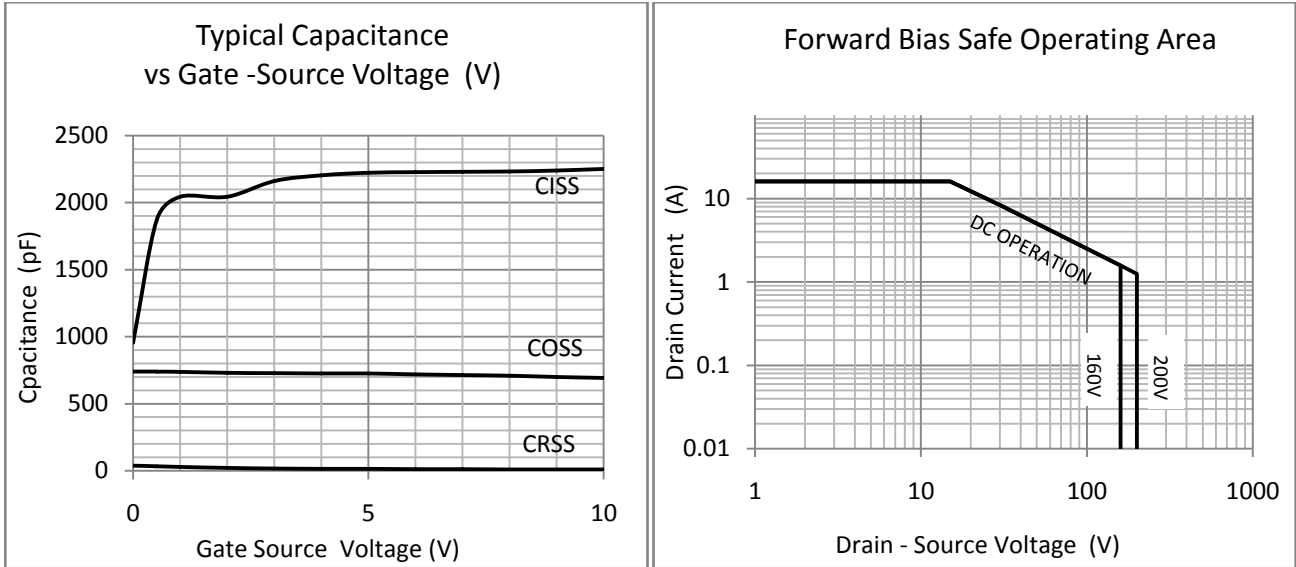 Typical Capacitance
vs Gate -Source Voltage (V)
2500
2000
1500
1000
500
0
Cpacitance (pF)
CISS
COSS
CRSS
0
5
10
Gate Source Voltage (V)
Forward Bias Safe Operating Area
10
1
0.1
0.01
Drain Current (A)
DC OPERATION
160V
200V
1
10
100
1000
Drain - Source Voltage (V)